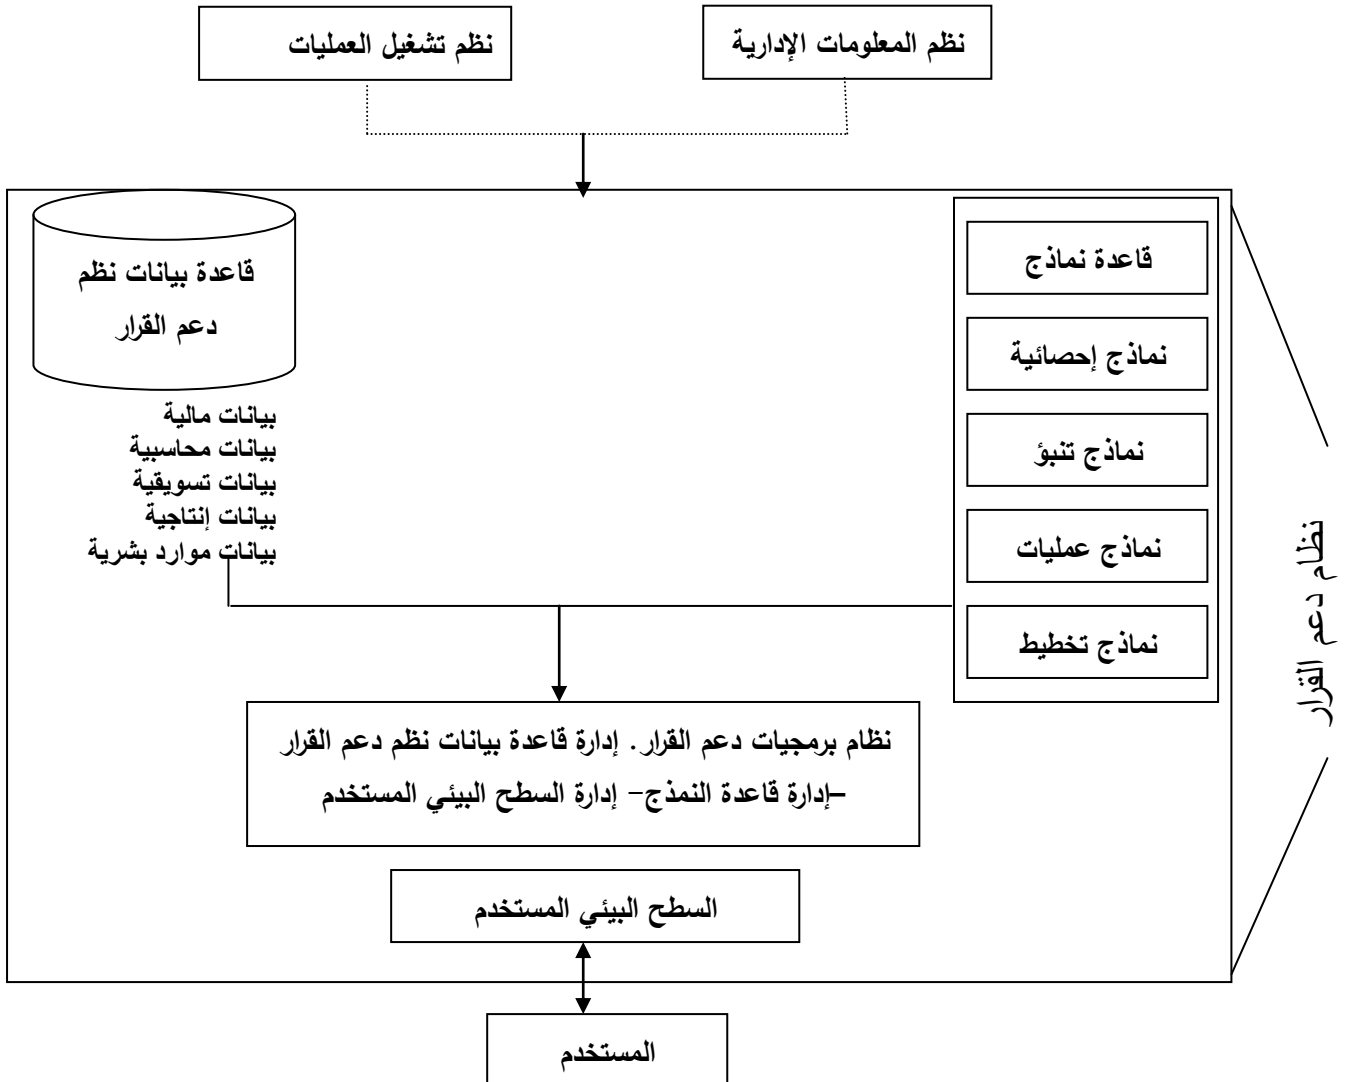 نظم المعلومات الإدارية
نظم تشغيل العمليات
قاعدة نماذج
نماذج إحصائية
نماذج تنبؤ
نماذج عمليات
نماذج تخطيط
قاعدة بيانات نظم
دعم القرار
بيانات مالية
بيانات محاسبية
بيانات تسويقية
بيانات إنتاجية
بيانات موارد بشرية
نظام دعم القرار
نظام برمجيات دعم القرار. إدارة قاعدة بيانات نظم دعم القرار
–إدارة قاعدة النمذج– إدارة السطح البيئي المستخدم
السطح البيئي المستخدم
المستخدم